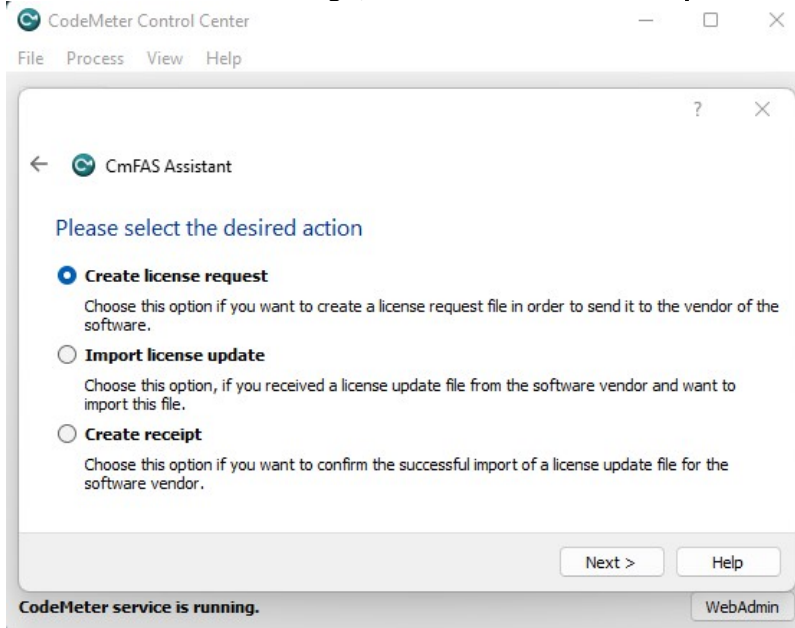 CodeMeter Control Center
File Process View Help
?
CmFAS Assistant
Please select the desired action
Create license request
Choose this option if you want to create a license request file in order to send it to the vendor of the
software.
Import license update
Choose this option, if you received a license update file from the software vendor and want to
import this file.
Create receipt
Choose this option if you want to confirm the successful import of a license update file for the
software vendor.
Next > Help
CodeMeter service is running. WebAdmin